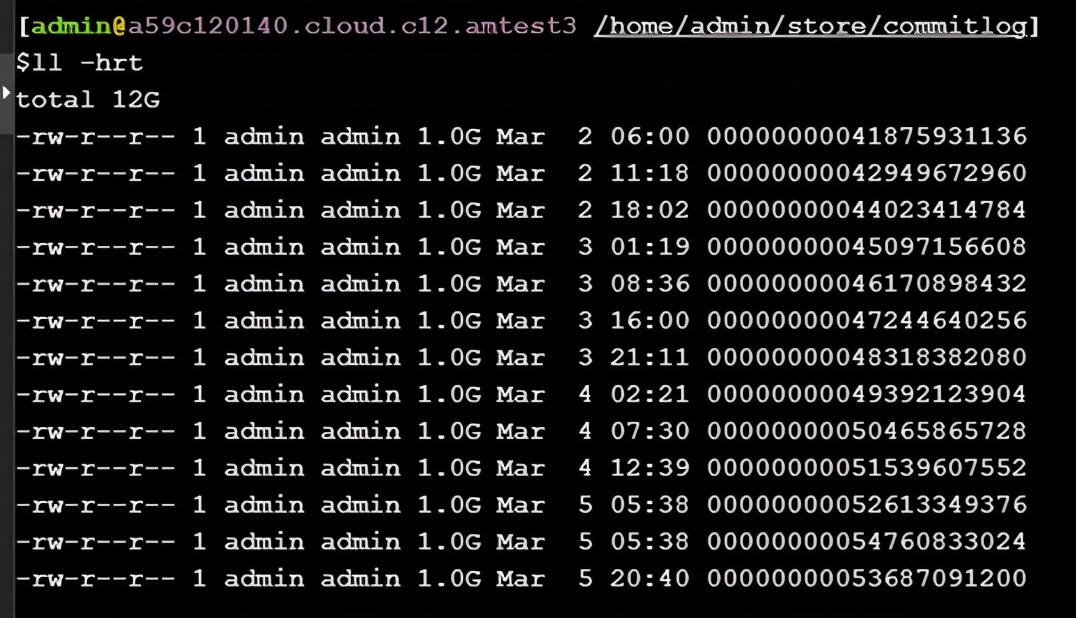 [admin@a59c120140.cloud.c12.amtest3 /home/admin/store/commitlog]
$ll -hrt
total 12G
-rw-r--r-- 1 admin admin 1.0G Mar  2 06:00 00000000041875931136
-rw-r--r-- 1 admin admin 1.0G Mar  2 11:18 00000000042949672960
-rw-r--r-- 1 admin admin 1.0G Mar  2 18:02 00000000044023414784
-rw-r--r-- 1 admin admin 1.0G Mar  3 01:19 00000000045097156608
-rw-r--r-- 1 admin admin 1.0G Mar  3 08:36 00000000046170898432
-rw-r--r-- 1 admin admin 1.0G Mar  3 16:00 00000000047244640256
-rw-r--r-- 1 admin admin 1.0G Mar  3 21:11 00000000048318382080
-rw-r--r-- 1 admin admin 1.0G Mar  4 02:21 00000000049392123904
-rw-r--r-- 1 admin admin 1.0G Mar  4 07:30 00000000050465865728
-rw-r--r-- 1 admin admin 1.0G Mar  4 12:39 00000000051539607552
-rw-r--r-- 1 admin admin 1.0G Mar  5 05:38 00000000052613349376
-rw-r--r-- 1 admin admin 1.0G Mar  5 05:38 00000000054760833024
-rw-r--r-- 1 admin admin 1.0G Mar  5 20:40 00000000053687091200